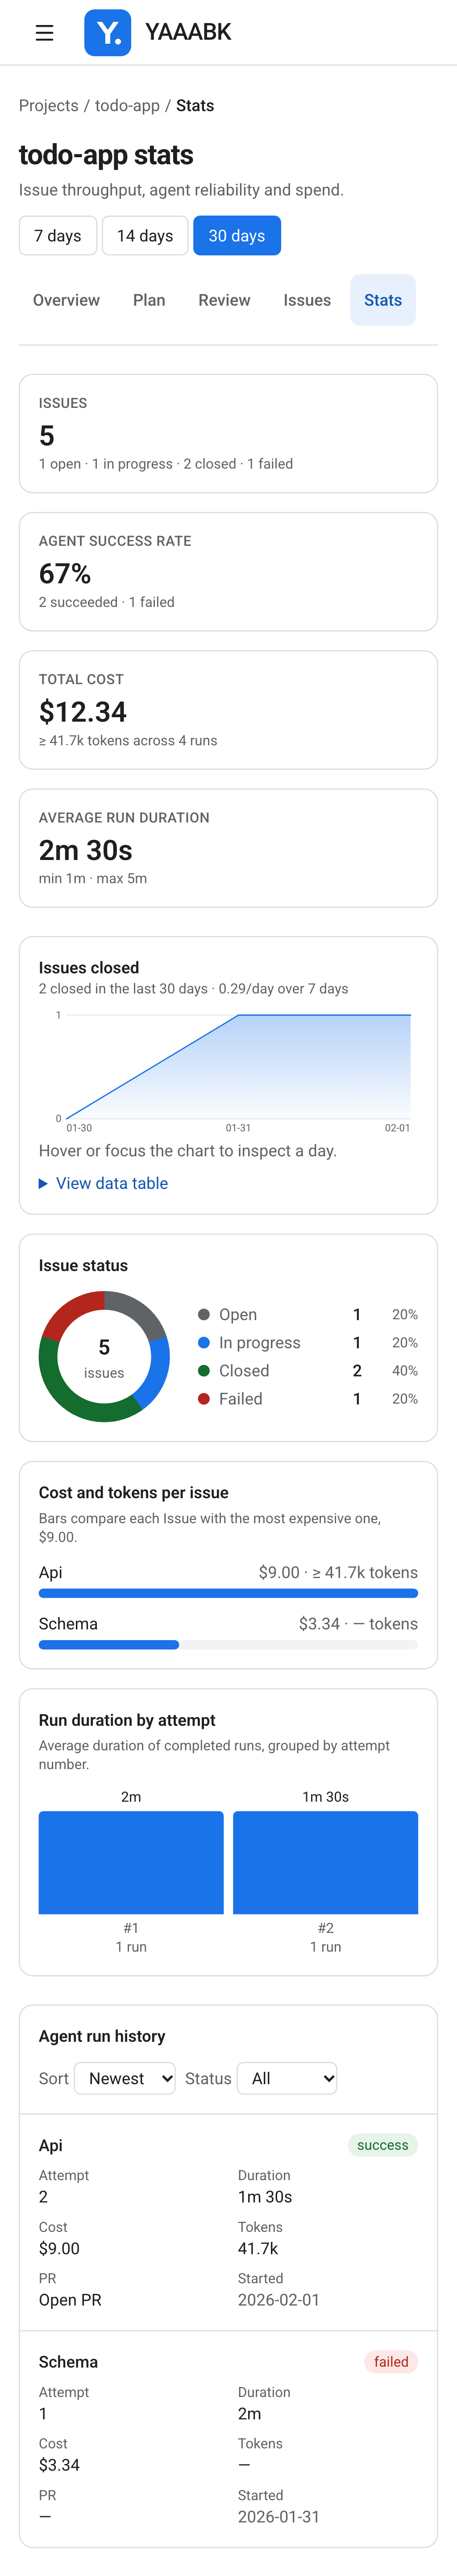 Y. YAAABK
Projects / todo-app / Stats
todo-app stats
Issue throughput, agent reliability and spend.
7 days 14 days 30 days
Overview Plan Review Issues Stats
ISSUES
5
1 open · 1 in progress · 2 closed · 1 failed
AGENT SUCCESS RATE
67%
2 succeeded · 1 failed
TOTAL COST
$12.34
≥ 41.7k tokens across 4 runs
AVERAGE RUN DURATION
2m 30s
min 1m · max 5m
Issues closed
2 closed in the last 30 days · 0.29/day over 7 days
1
0
01-30 01-31 02-01
Hover or focus the chart to inspect a day.
View data table
Issue status
5
issues
Open 1 20%
In progress 1 20%
Closed 2 40%
Failed 1 20%
Cost and tokens per issue
Bars compare each Issue with the most expensive one,
$9.00.
Api $9.00 · ≥ 41.7k tokens
Schema $3.34 · — tokens
Run duration by attempt
Average duration of completed runs, grouped by attempt
number.
2m 1m 30s
#1 #2
1 run 1 run
Agent run history
Sort Newest Status All
Api success
Attempt Duration
2 1m 30s
Cost Tokens
$9.00 41.7k
PR Started
Open PR 2026-02-01
Schema failed
Attempt Duration
1 2m
Cost Tokens
$3.34 —
PR Started
— 2026-01-31